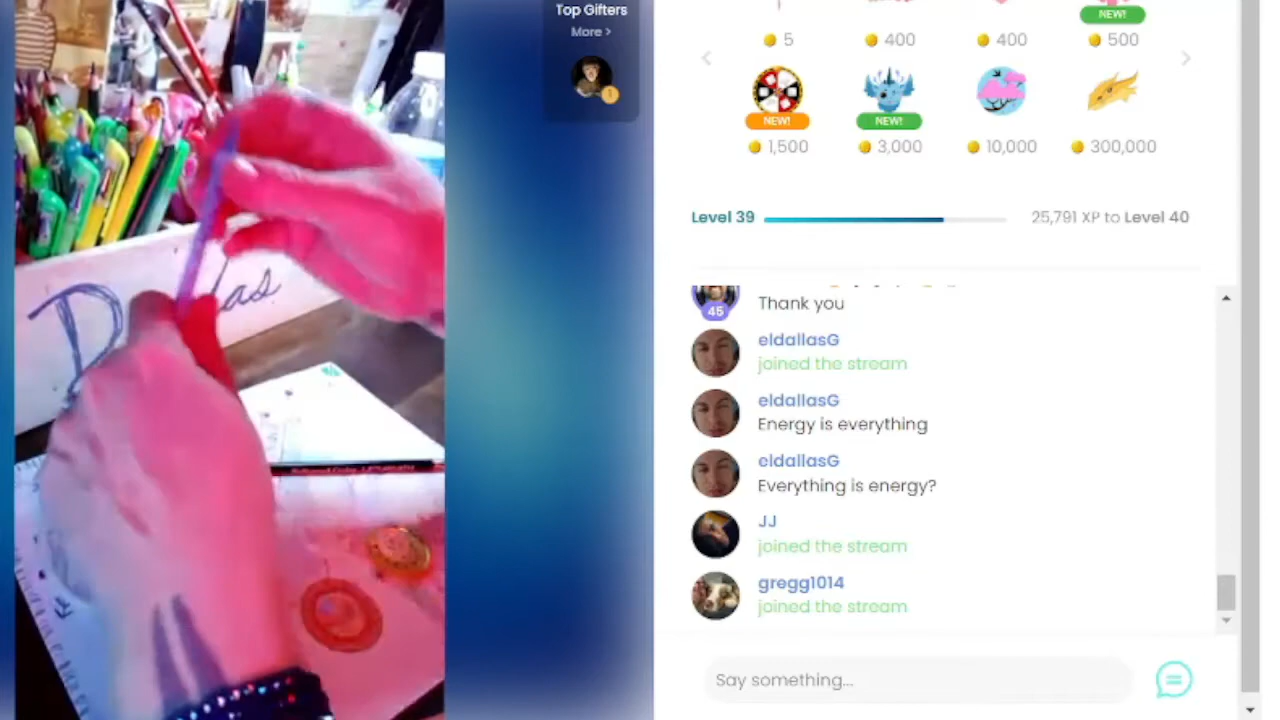 Top Gifters
More >
1
NEW!
5
400
400
500
NEW!
NEW!
1,500
3,000
10,000
300,000
Level 39
25,791 XP to Level 40
45
Thank you
eldallasG
joined the stream
eldallasG
Energy is everything
eldallasG
Everything is energy?
JJ
joined the stream
gregg1014
joined the stream
Say something...